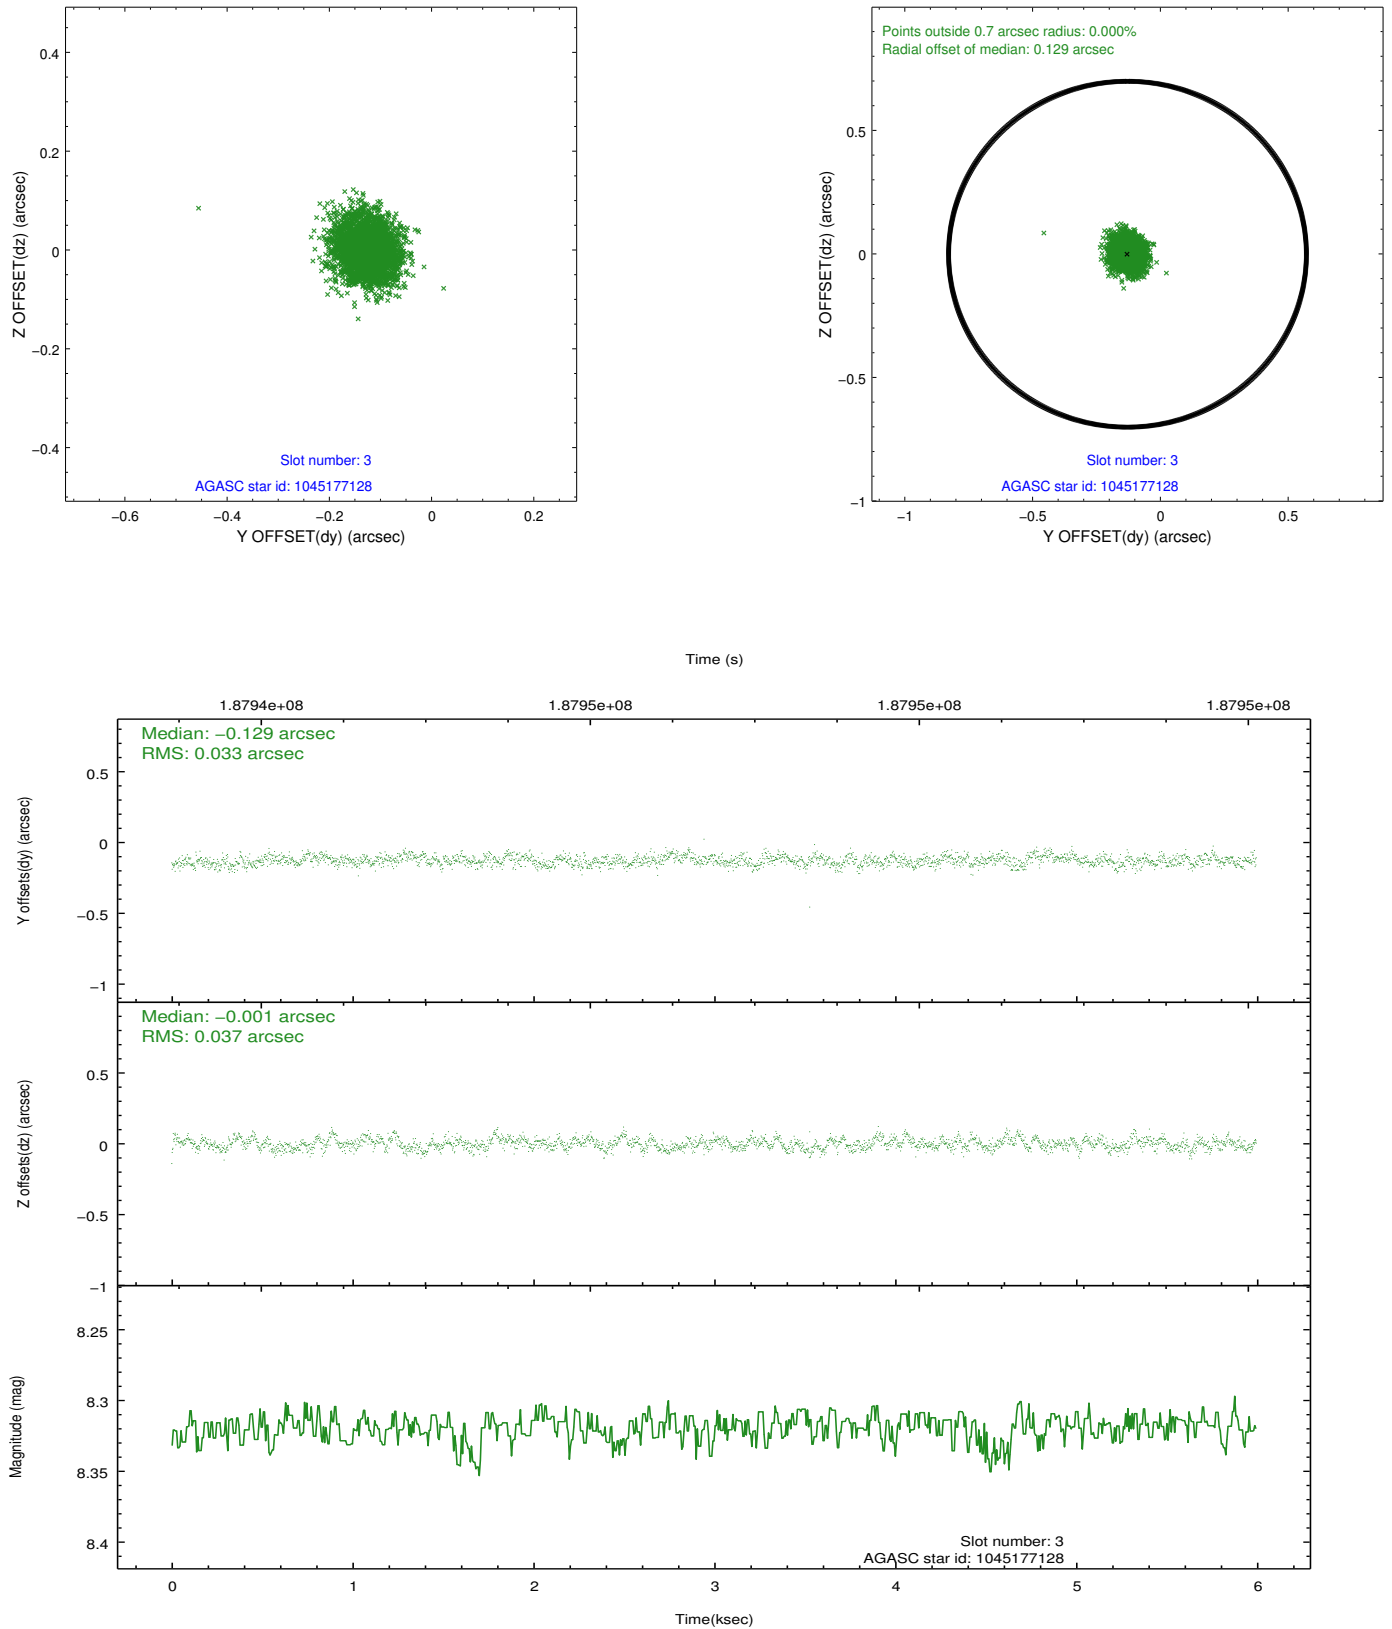 0.4
0.2
0
−0.2
−0.4
Z OFFSET(dz) (arcsec)
Slot number: 3
AGASC star id: 1045177128
−0.6
−0.4
−0.2
0
0.2
Y OFFSET(dy) (arcsec)
Points outside 0.7 arcsec radius: 0.000%
Radial offset of median: 0.129 arcsec
0.5
0
−0.5
−1
Z OFFSET(dz) (arcsec)
Slot number: 3
AGASC star id: 1045177128
−1
−0.5
0
0.5
Y OFFSET(dy) (arcsec)
Time (s)
1.8794e+08
1.8795e+08
1.8795e+08
1.8795e+08
Median: −0.129 arcsec
RMS: 0.033 arcsec
0.5
0
−0.5
−1
Y offsets(dy) (arcsec)
Median: −0.001 arcsec
RMS: 0.037 arcsec
0.5
0
−0.5
−1
Z offsets(dz) (arcsec)
8.25
8.3
8.35
8.4
Magnitude (mag)
Slot number: 3
AGASC star id: 1045177128
0
1
2
3
4
5
6
Time(ksec)